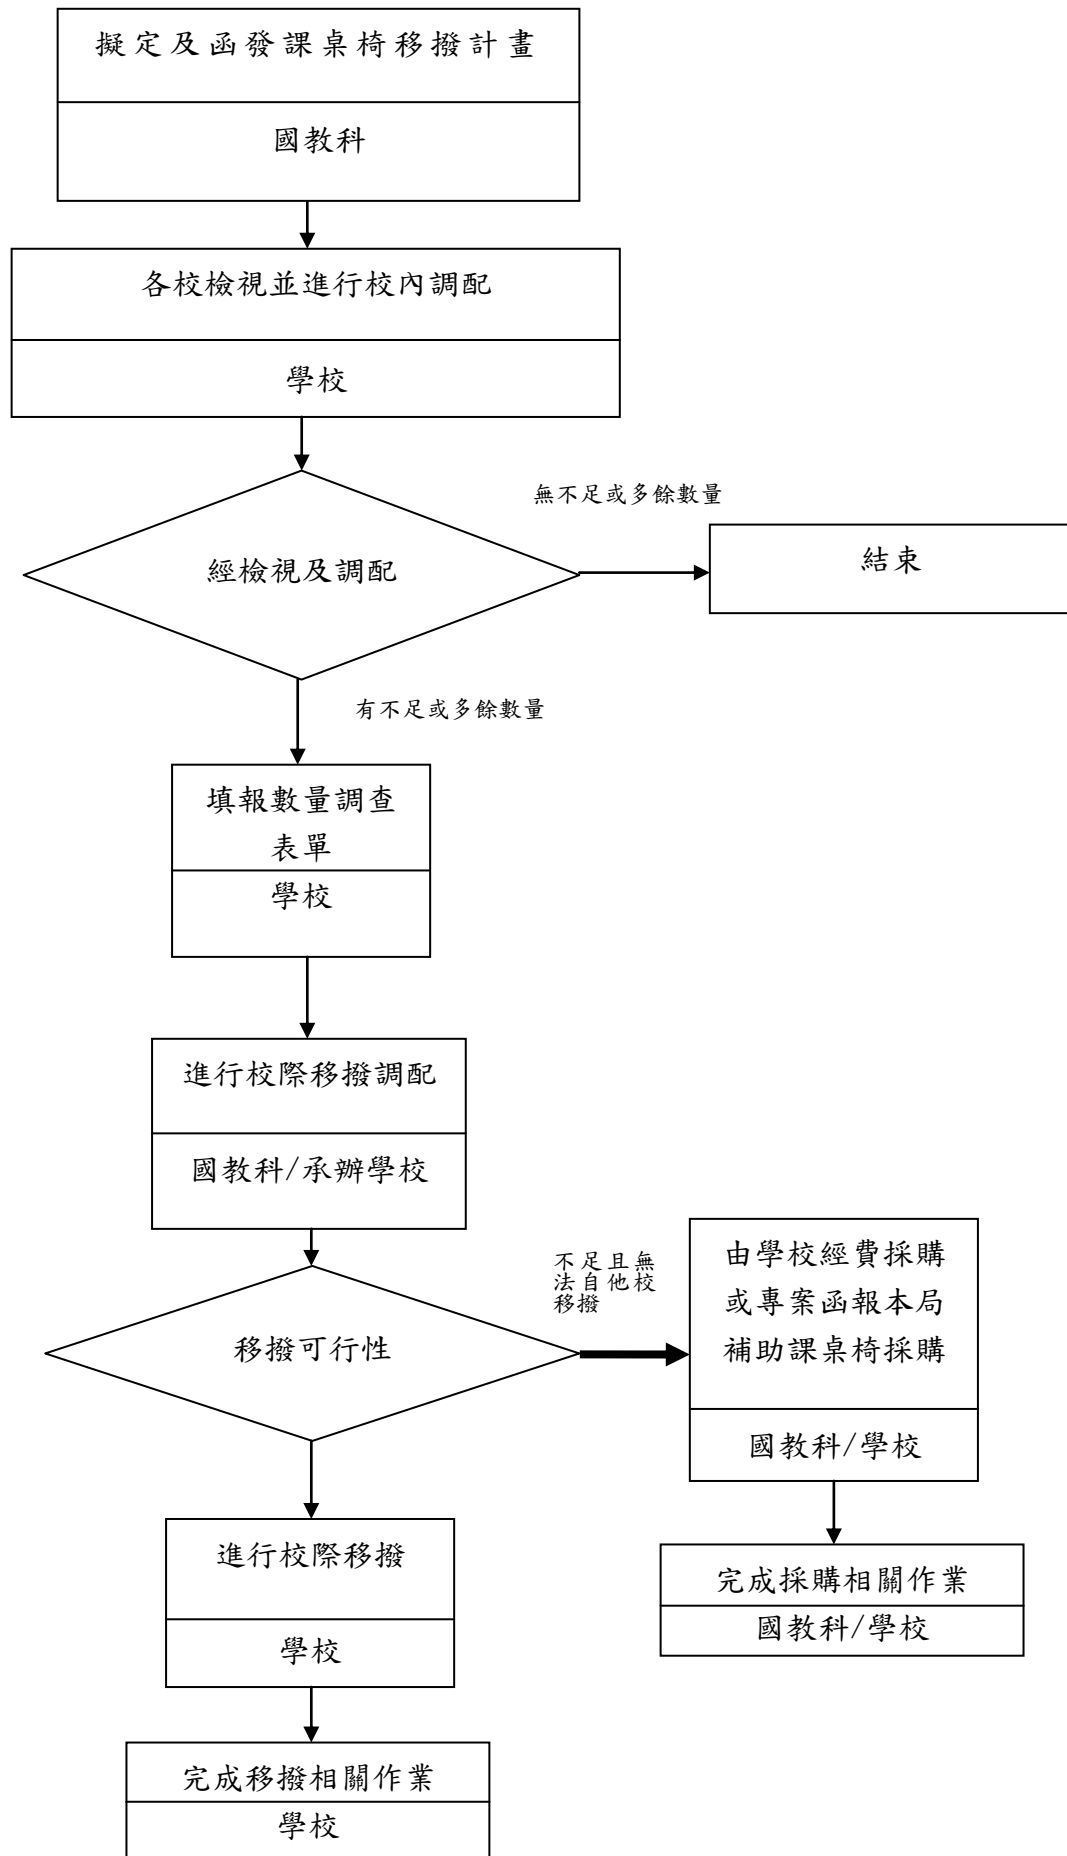 擬定及函發課桌椅移撥計畫
國教科
各校檢視並進行校內調配
學校
無不足或多餘數量
經檢視及調配
結束
有不足或多餘數量
填報數量調查
表單
學校
進行校際移撥調配
國教科/承辦學校
不足且無
法自他校
移撥
由學校經費採購
或專案函報本局
補助課桌椅採購
移撥可行性
國教科/學校
進行校際移撥
學校
完成採購相關作業
國教科/學校
完成移撥相關作業
學校